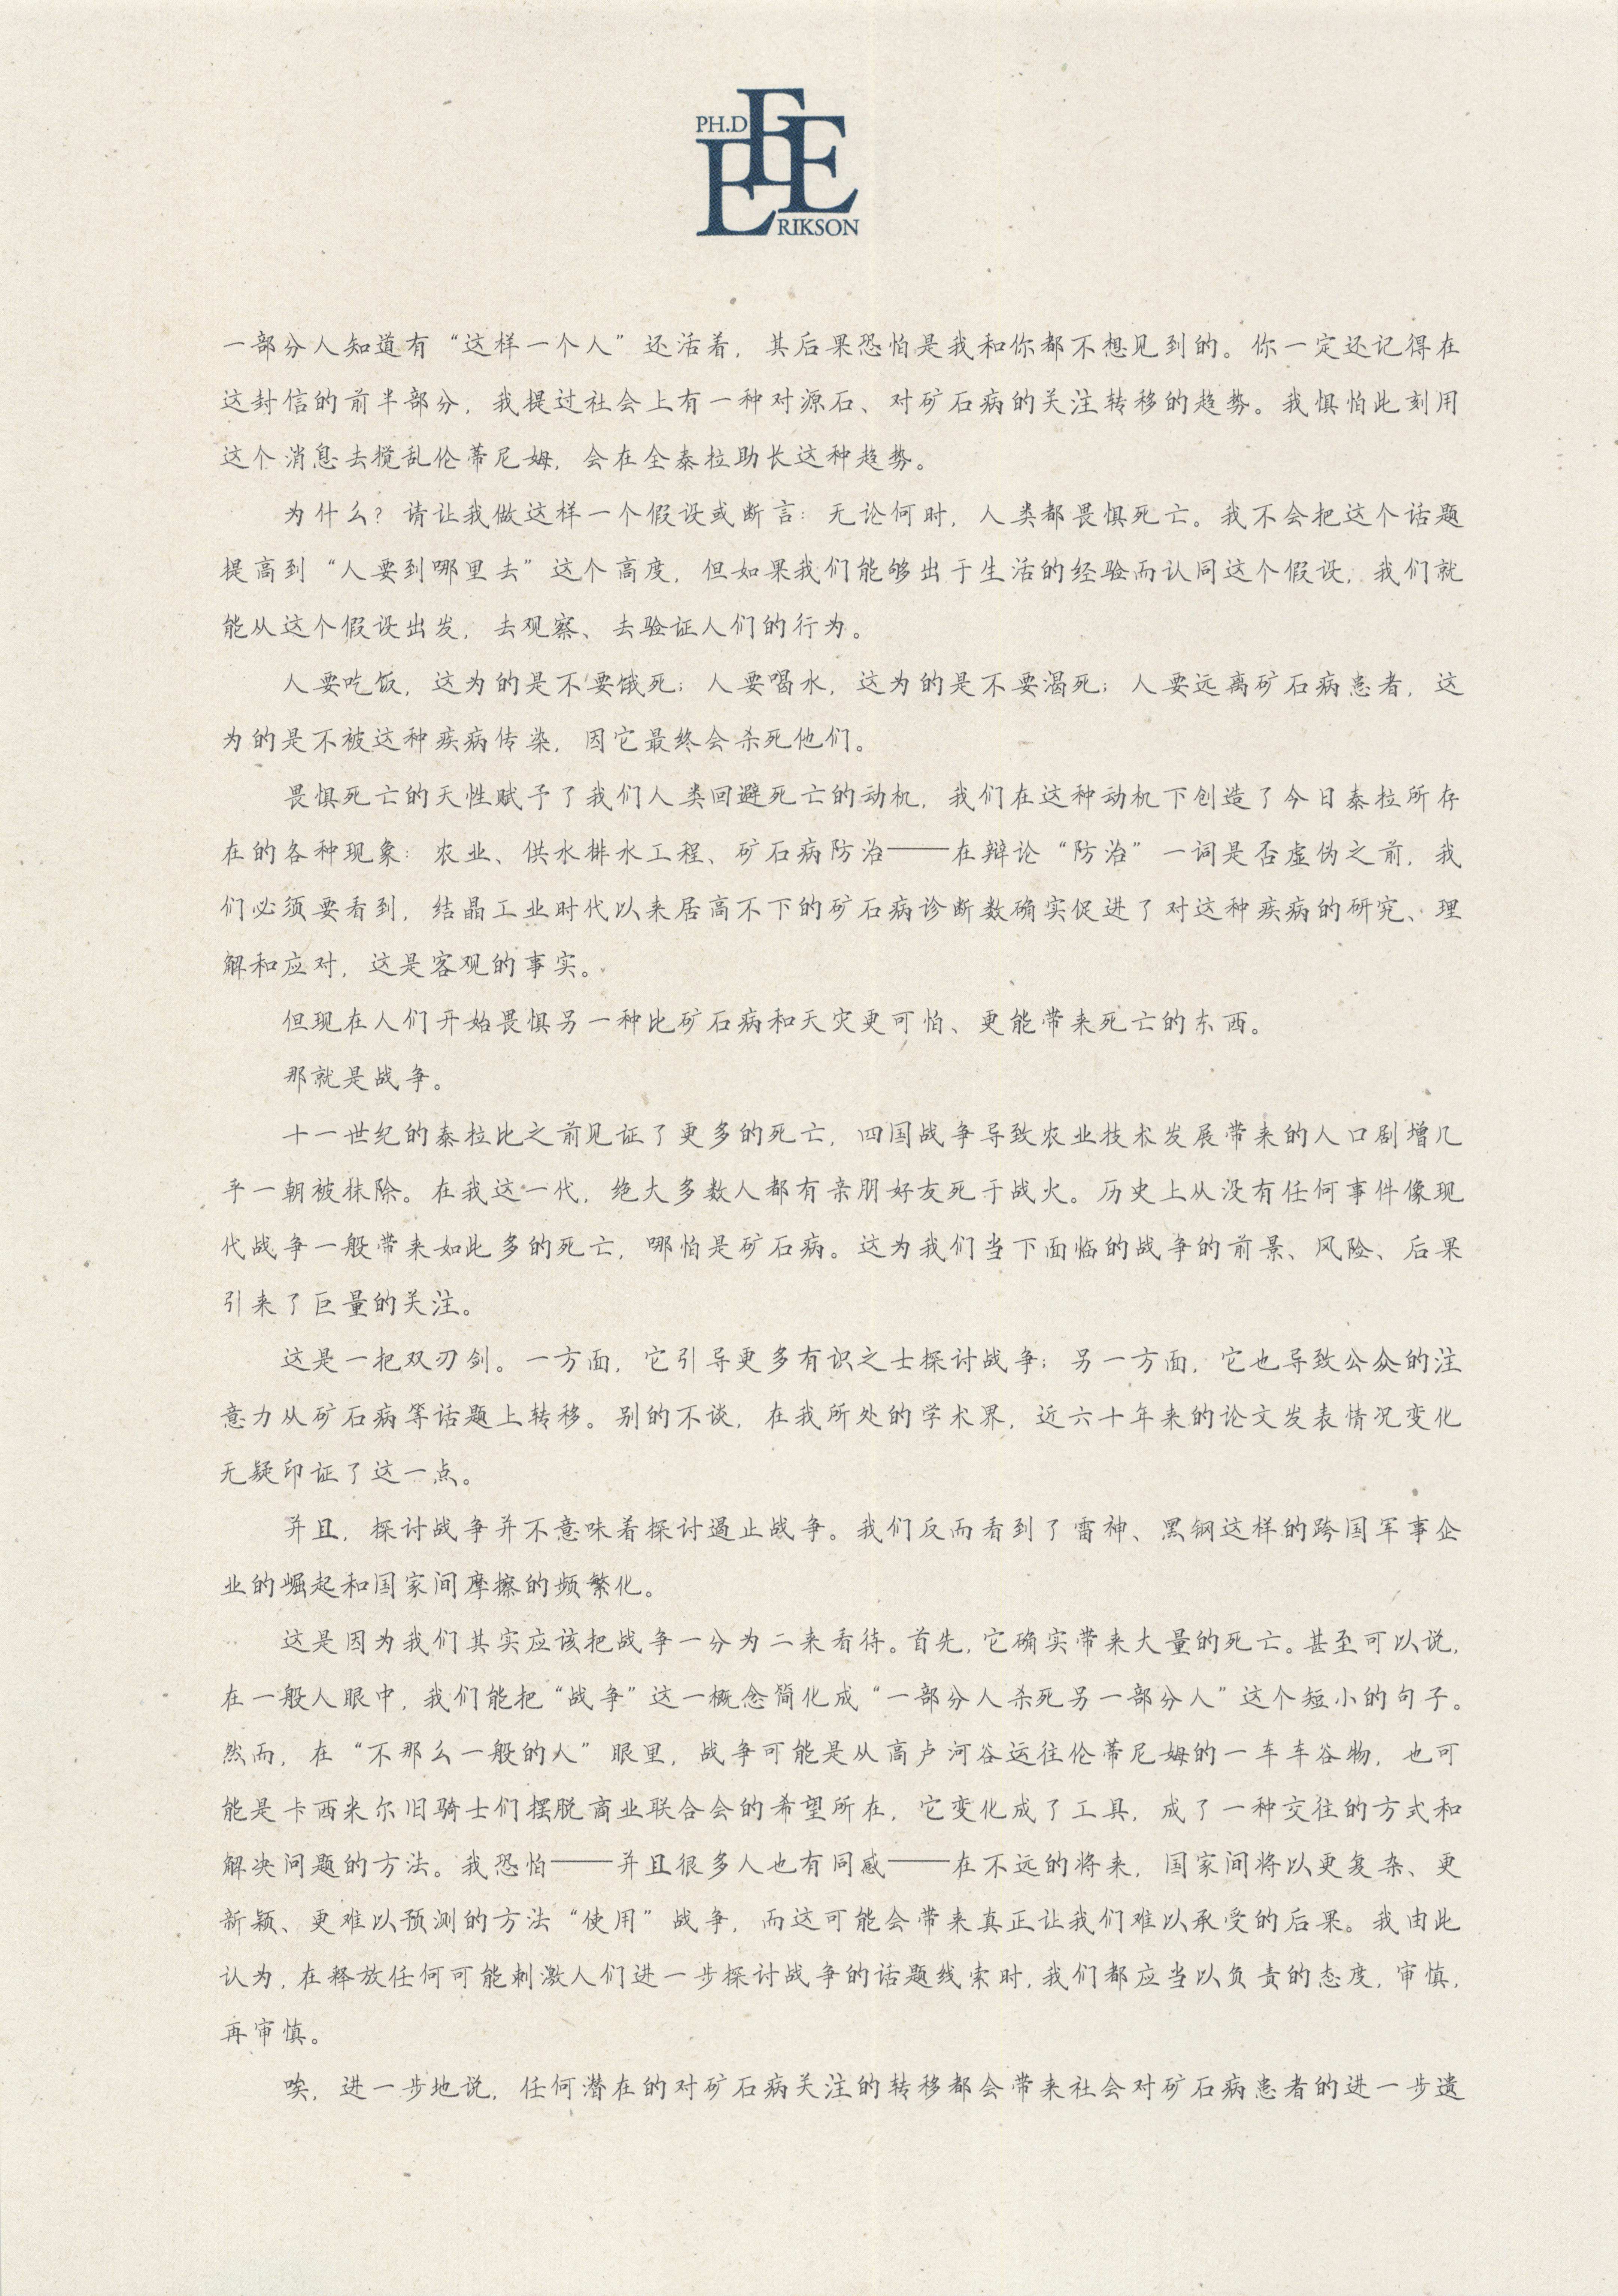 PH.D
EEE
RIKSON
一部分人知道有“这样一个人”还活着，其后果恐怕是我和你都不想见到的。你一定还记得在
这封信的前半部分，我提过社会上有一种对源石、对矿石病的关注转移的趋势。我惧怕此刻用
这个消息去搅乱伦蒂尼姆，会在全泰拉助长这种趋势。
为什么？请让我做这样一个假设或断言：无论何时，人类都畏惧死亡。我不会把这个话题
提高到“人要到哪里去”这个高度，但如果我们能够出于生活的经验而认同这个假设，我们就
能从这个假设出发，去观察、去验证人们的行为。
人要吃饭，这为的是不要饿死；人要喝水，这为的是不要渴死；人要远离矿石病患者，这
为的是不被这种疾病传染，因它最终会杀死他们。
畏惧死亡的天性赋予了我们人类回避死亡的动机，我们在这种动机下创造了今日泰拉所存
在的各种现象：农业、供水排水工程、矿石病防治——在辩论“防治”一词是否虚伪之前，我
们必须要看到，结晶工业时代以来居高不下的矿石病诊断数确实促进了对这种疾病的研究、理
解和应对，这是客观的事实。
但现在人们开始畏惧另一种比矿石病和天灾更可怕、更能带来死亡的东西。
那就是战争。
十一世纪的泰拉比之前见证了更多的死亡，四国战争导致农业技术发展带来的人口剧增几
乎一朝被抹除。在我这一代，绝大多数人都有亲朋好友死于战火。历史上从没有任何事件像现
代战争一般带来如此多的死亡，哪怕是矿石病。这为我们当下面临的战争的前景、风险、后果
引来了巨量的关注。
这是一把双刃剑。一方面，它引导更多有识之士探讨战争；另一方面，它也导致公众的注
意力从矿石病等话题上转移。别的不谈，在我所处的学术界，近六十年来的论文发表情况变化
无疑印证了这一点。
并且，探讨战争并不意味着探讨遏止战争。我们反而看到了雷神、黑钢这样的跨国军事企
业的崛起和国家间摩擦的频繁化。
这是因为我们其实应该把战争一分为二来看待。首先，它确实带来大量的死亡。甚至可以说，
在一般人眼中，我们能把“战争”这一概念简化成“一部分人杀死另一部分人”这个短小的句子。
然而，在“不那么一般的人”眼里，战争可能是从高卢河谷运往伦蒂尼姆的一车车谷物，也可
能是卡西米尔旧骑士们摆脱商业联合会的希望所在，它变化成了工具，成了一种交往的方式和
解决问题的方法。我恐怕——并且很多人也有同感——在不远的将来，国家间将以更复杂、更
新颖、更难以预测的方法“使用”战争，而这可能会带来真正让我们难以承受的后果。我由此
认为，在释放任何可能刺激人们进一步探讨战争的话题线索时，我们都应当以负责的态度，审慎，
再审慎。
唉，进一步地说，任何潜在的对矿石病关注的转移都会带来社会对矿石病患者的进一步遗